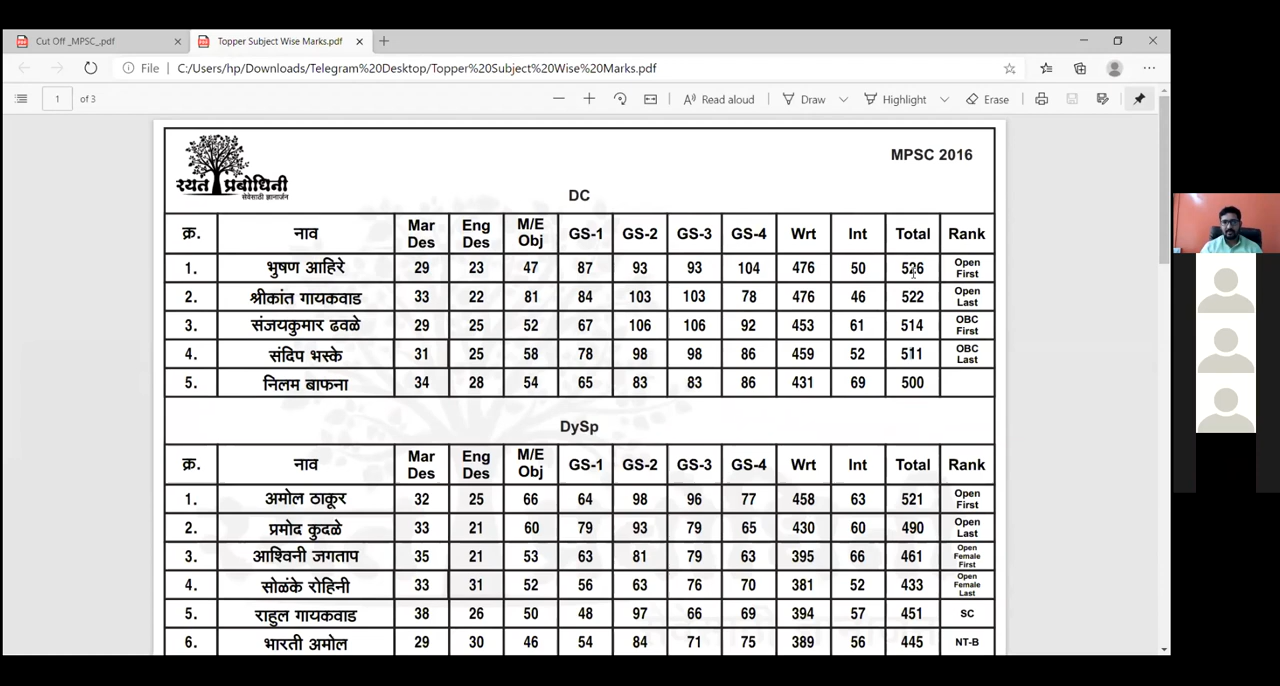 Cut Off _MPSC_.pdf
Topper Subject Wise Marks.pdf
File C:/Users/hp/Downloads/Telegram%20Desktop/Topper%20Subject%20Wise%20Marks.pdf
1 of 3 Read aloud Draw Highlight Erase
MPSC 2016
रयत प्रबोधिनी
सेवेसाठी ज्ञानार्जन
DC
क्र. नाव Mar Des Eng Des M/E Obj GS-1 GS-2 GS-3 GS-4 Wrt Int Total Rank
1. भुषण आहिरे 29 23 47 87 93 93 104 476 50 526 Open First
2. श्रीकांत गायकवाड 33 22 81 84 103 103 78 476 46 522 Open Last
3. संजयकुमार ढवळे 29 25 52 67 106 106 92 453 61 514 OBC First
4. संदिप भस्के 31 25 58 78 98 98 86 459 52 511 OBC Last
5. निलम बाफना 34 28 54 65 83 83 86 431 69 500
DySp
क्र. नाव Mar Des Eng Des M/E Obj GS-1 GS-2 GS-3 GS-4 Wrt Int Total Rank
1. अमोल ठाकूर 32 25 66 64 98 96 77 458 63 521 Open First
2. प्रमोद कुदळे 33 21 60 79 93 79 65 430 60 490 Open Last
3. आश्विनी जगताप 35 21 53 63 81 79 63 395 66 461 Open Female First
4. सोळंके रोहिनी 33 31 52 56 63 76 70 381 52 433 Open Female Last
5. राहुल गायकवाड 38 26 50 48 97 66 69 394 57 451 SC
6. भारती अमोल 29 30 46 54 84 71 75 389 56 445 NT-B